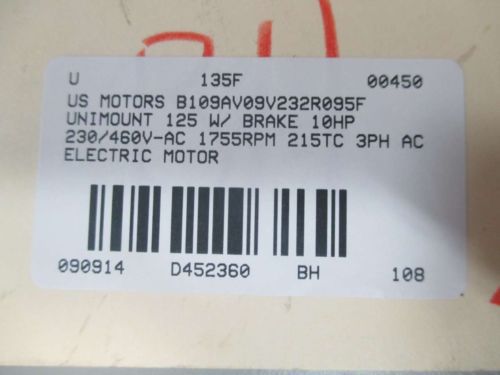 U 135F 00450
US MOTORS B109AV09V232R095F
UNIMOUNT 125 W/ BRAKE 10HP
230/460V-AC 1755RPM 215TC 3PH AC
ELECTRIC MOTOR
090914 D452360 BH 108